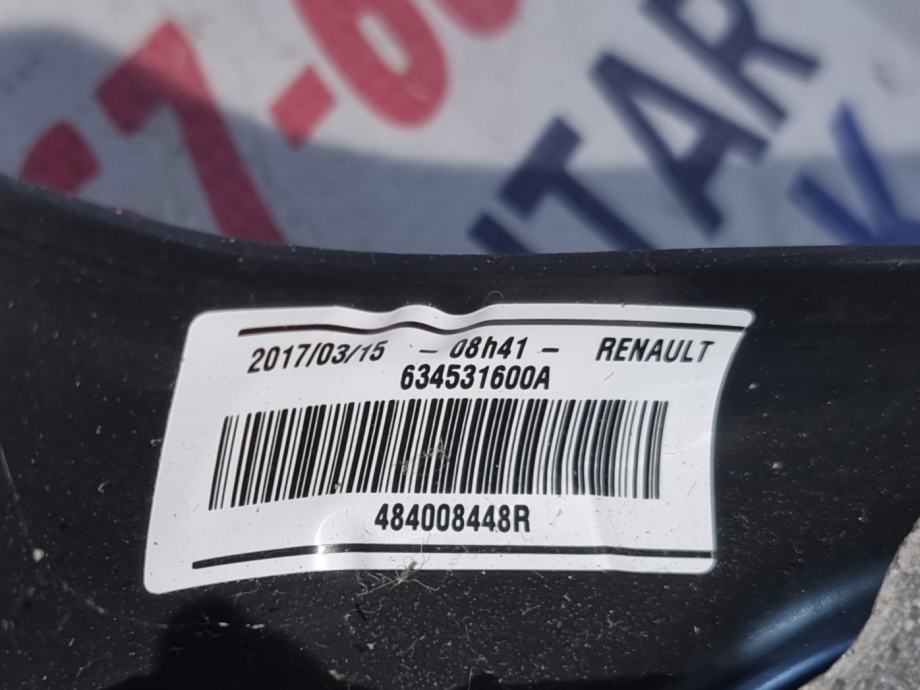 2017/03/15 - 08h41 - RENAULT
634531600A
484008448R